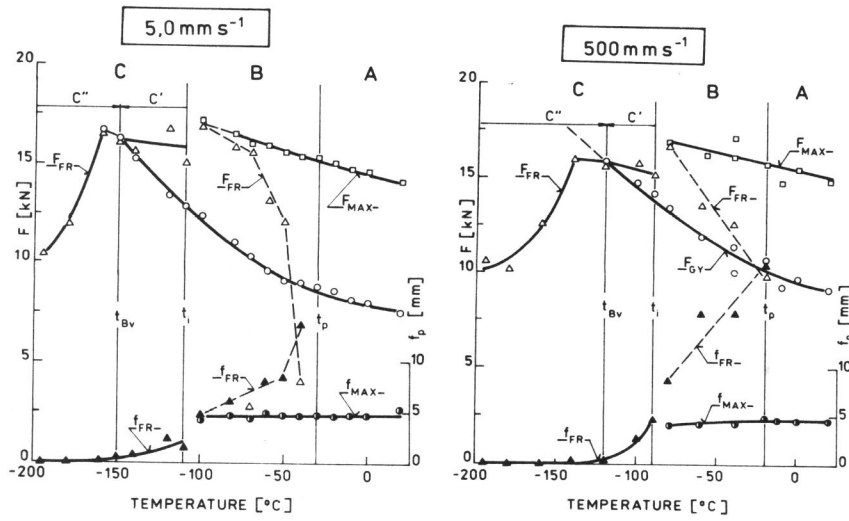 5,0 mm s⁻¹
C B A
C" C'
20
15
10
5
0
F [kN]
F_FR
F_FR
F_MAX
t_Bv t_i t_p
f_p [mm]
10
5
0
f_FR
f_FR
f_MAX
-200 -150 -100 -50 0
TEMPERATURE [°C]
500 mm s⁻¹
C B A
C" C'
20
15
10
5
0
F [kN]
F_FR
F_FR
F_MAX
F_GY
t_Bv t_i t_p
[mm]
10
5
0
f_FR
f_FR
f_MAX
-200 -150 -100 -50 0
TEMPERATURE [°C]